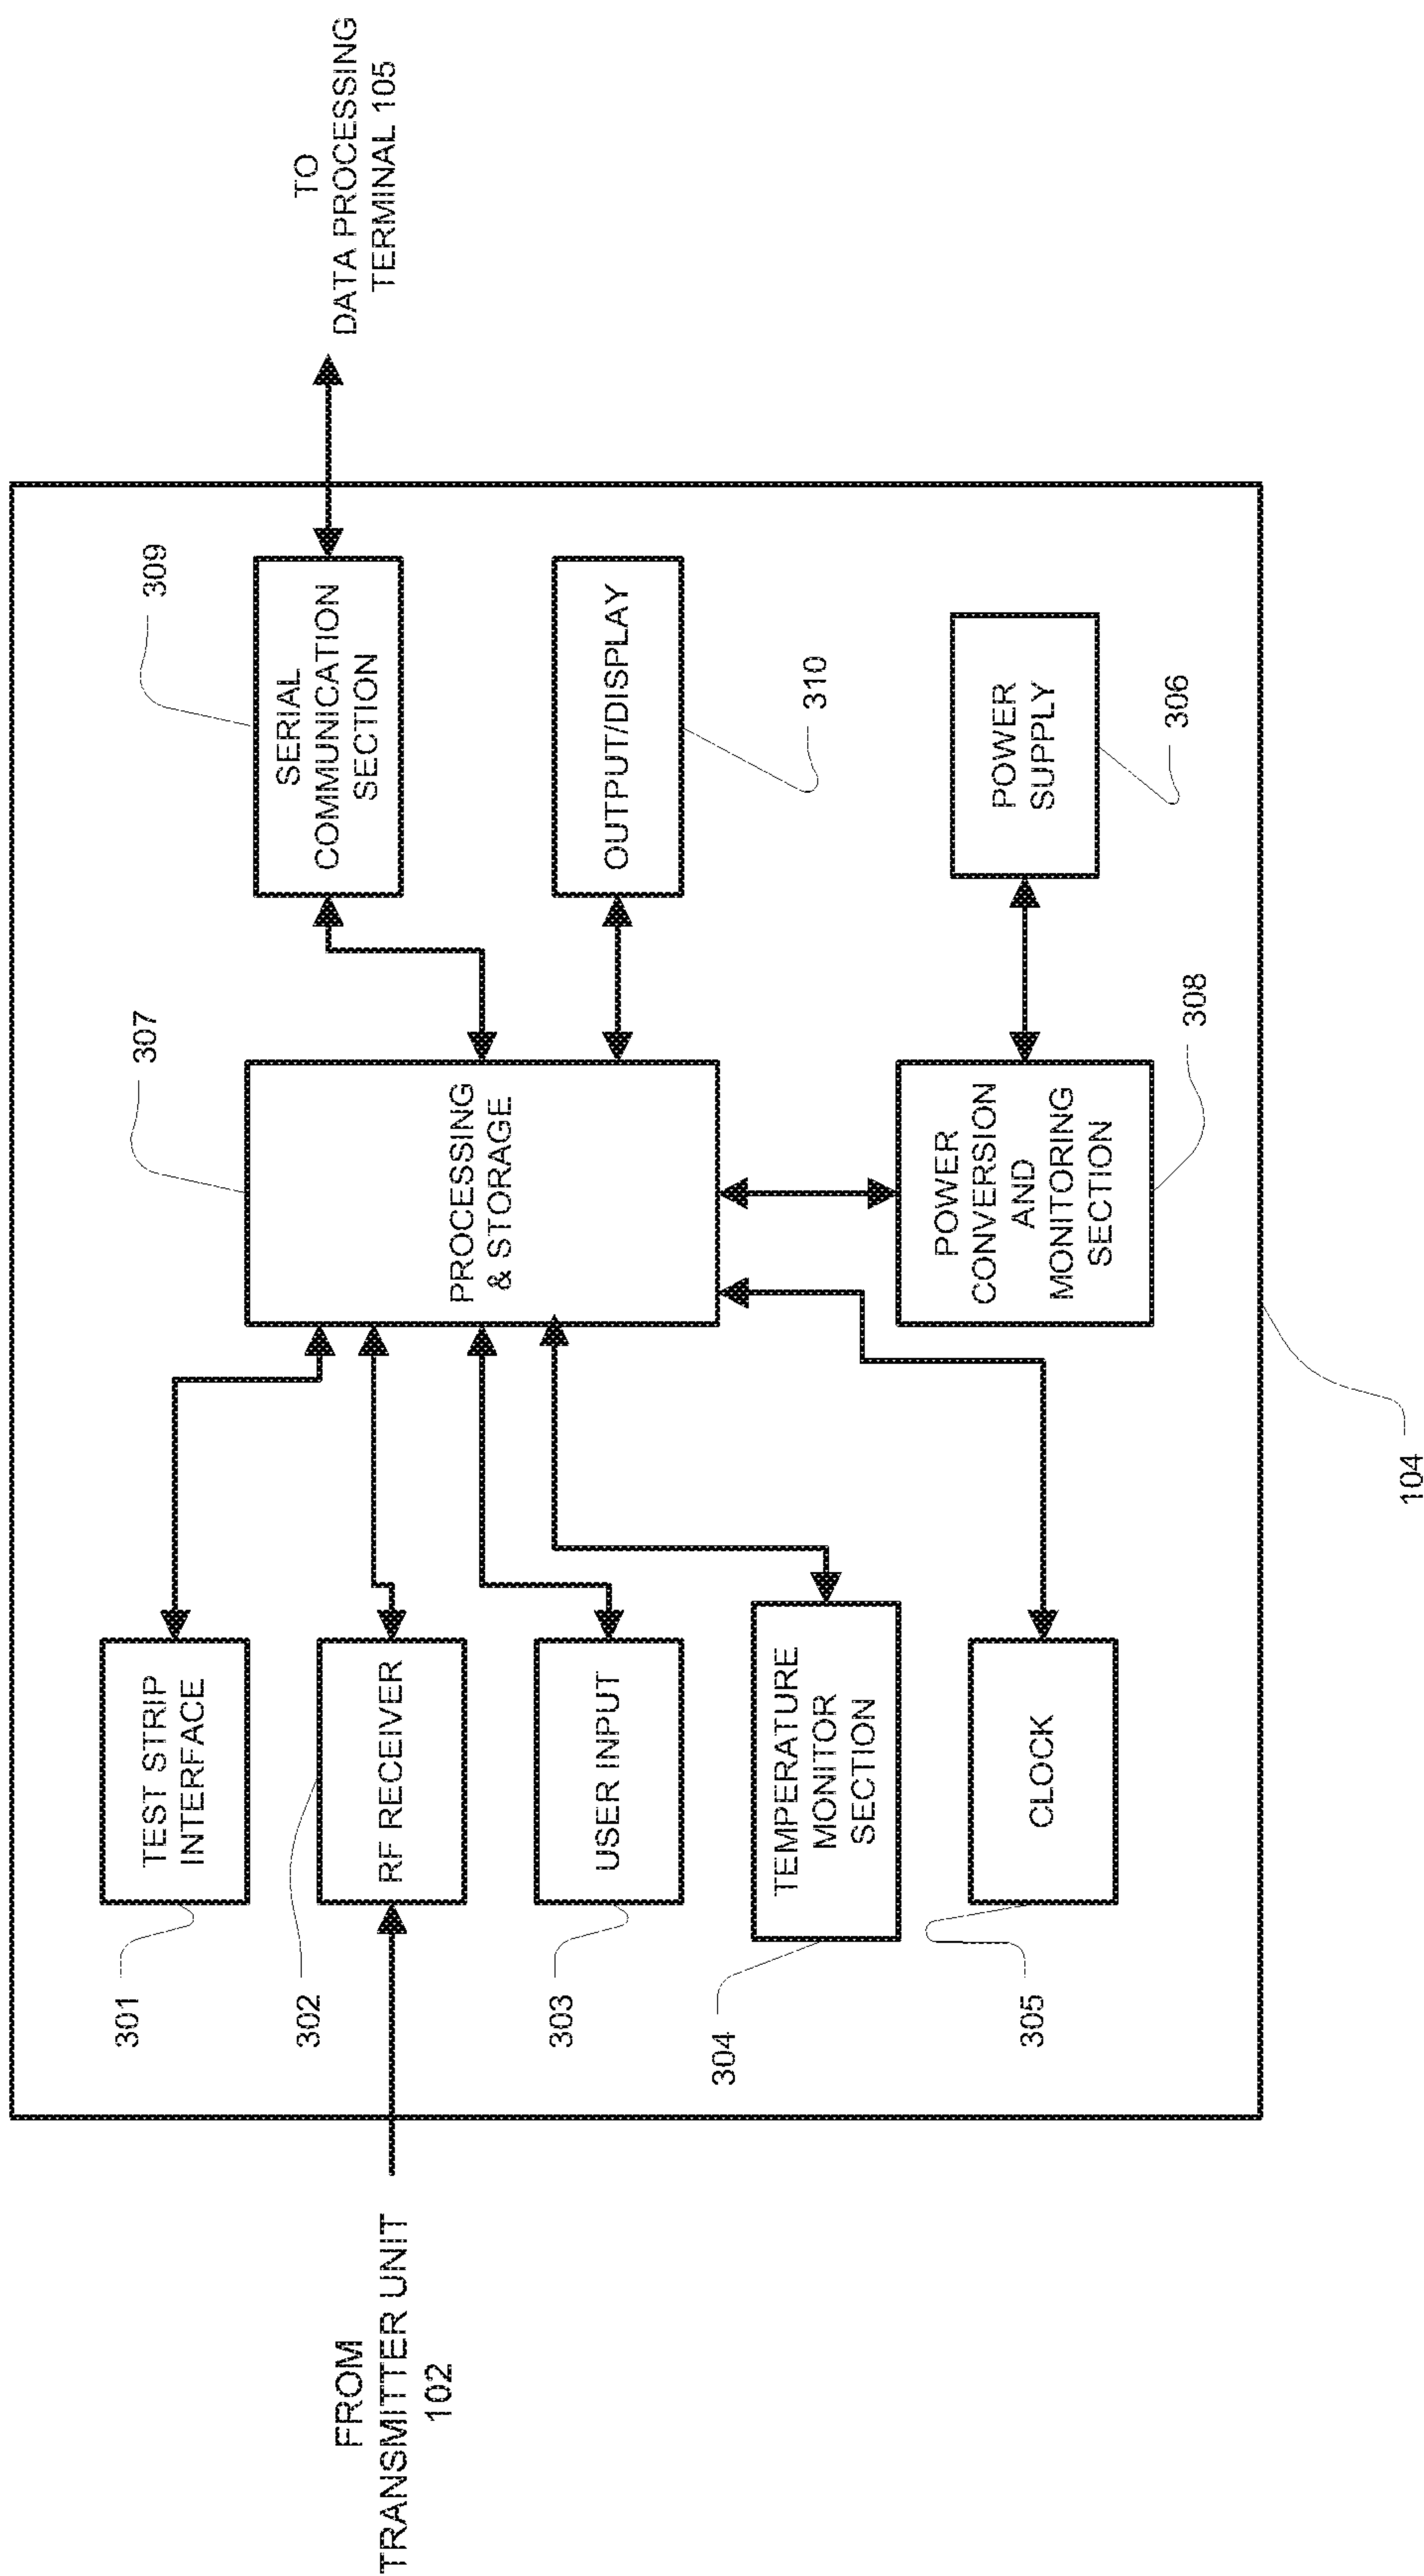 FROM
TRANSMITTER UNIT
102
301
TEST STRIP
INTERFACE
302
RF RECEIVER
303
USER INPUT
304
TEMPERATURE
MONITOR
SECTION
305
CLOCK
307
PROCESSING
& STORAGE
POWER
CONVERSION
AND
MONITORING
SECTION
308
309
SERIAL
COMMUNICATION
SECTION
OUTPUT/DISPLAY
310
POWER
SUPPLY
306
104
TO
DATA PROCESSING
TERMINAL 105